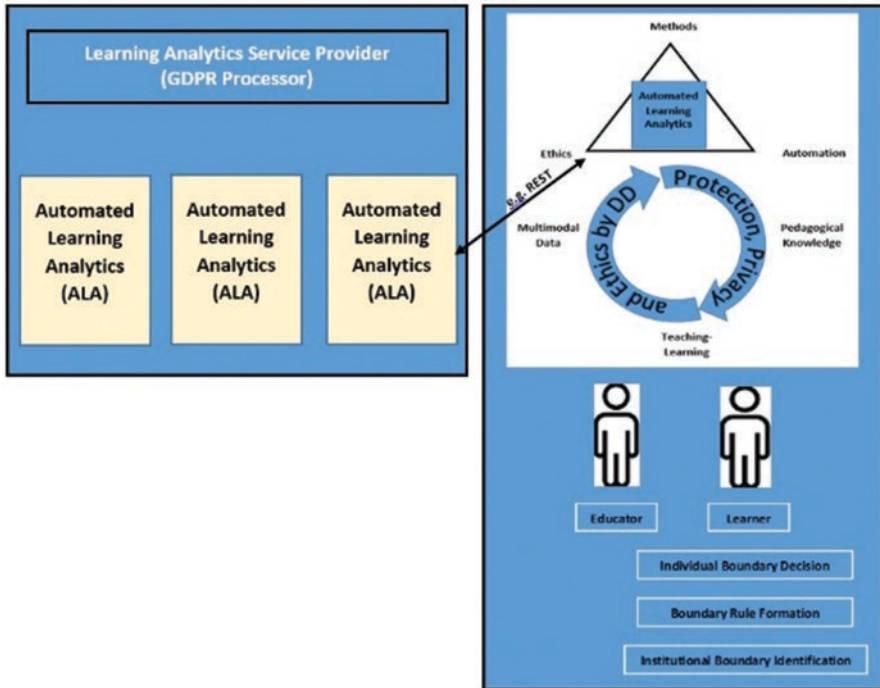 Learning Analytics Service Provider
(GDPR Processor)
Automated
Learning
Analytics
(ALA)
Automated
Learning
Analytics
(ALA)
Automated
Learning
Analytics
(ALA)
e.g. REST
Methods
Automated
Learning
Analytics
Ethics
Automation
Multimodal
Data
Protection, Privacy
and Ethics by DD
Pedagogical
Knowledge
Teaching-
Learning
Educator
Learner
Individual Boundary Decision
Boundary Rule Formation
Institutional Boundary Identification